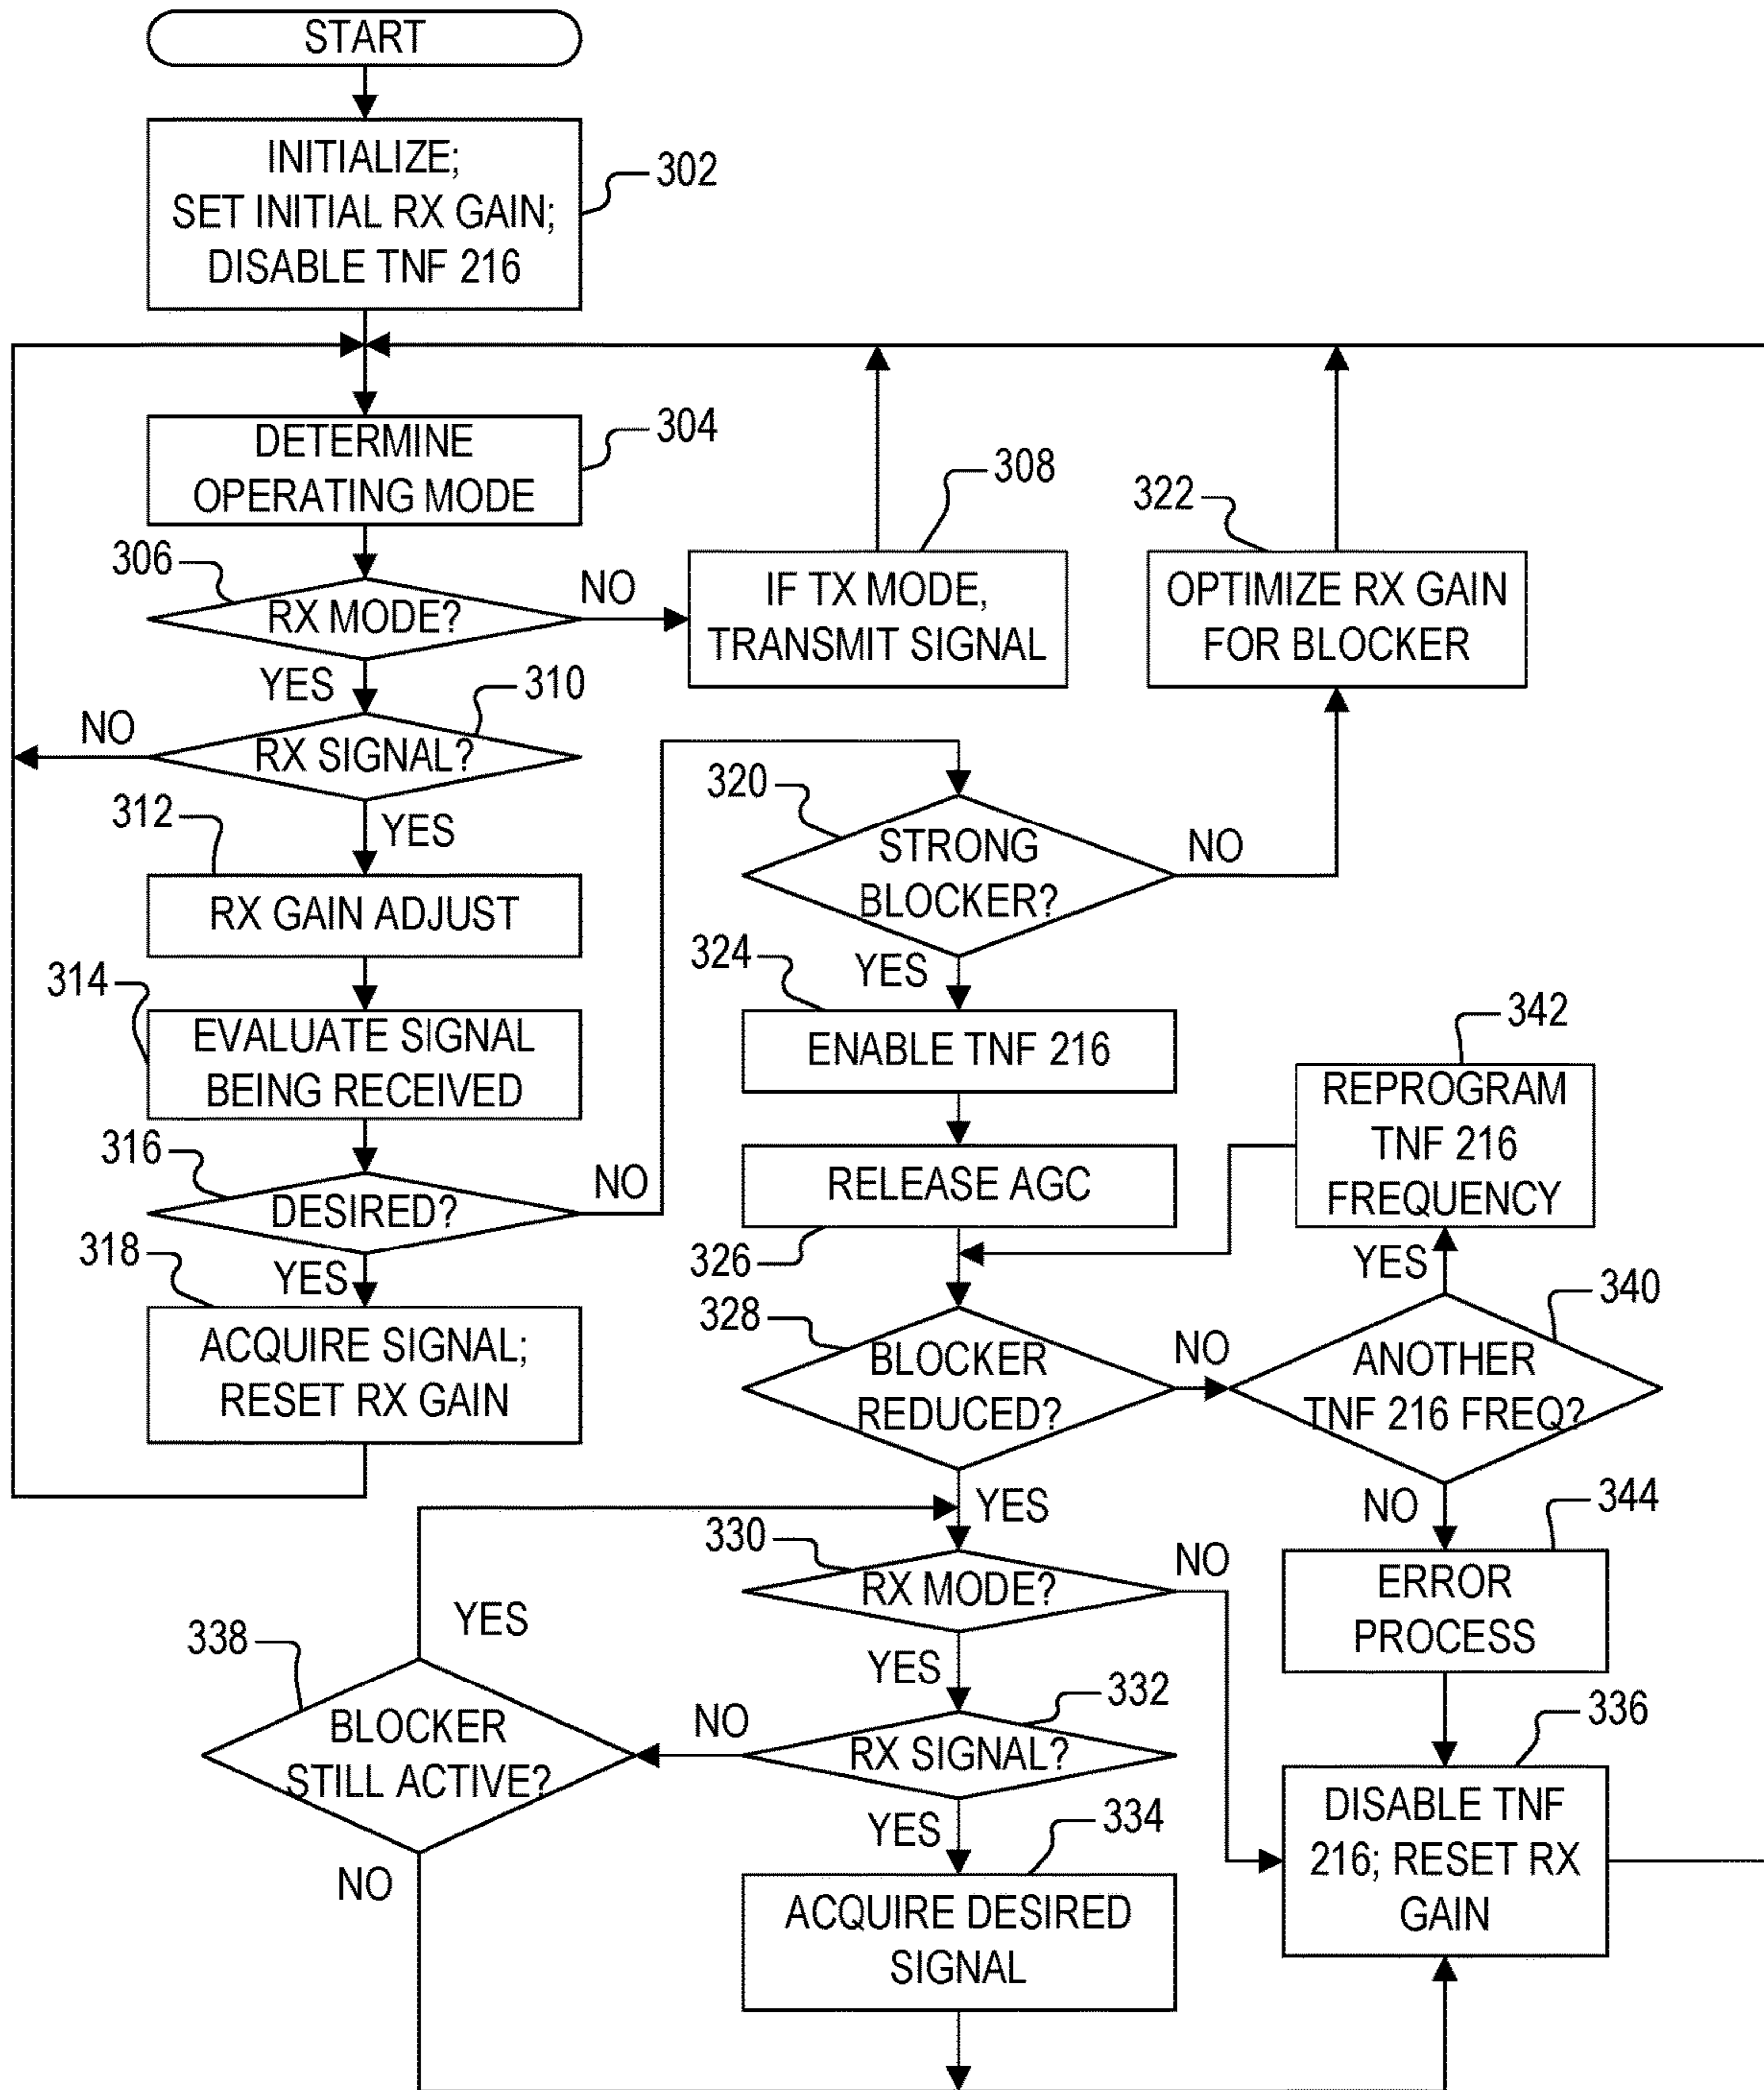 START
INITIALIZE;
SET INITIAL RX GAIN;
DISABLE TNF 216
302
DETERMINE
OPERATING MODE
304
306
RX MODE?
NO
YES
308
IF TX MODE,
TRANSMIT SIGNAL
322
OPTIMIZE RX GAIN
FOR BLOCKER
310
RX SIGNAL?
NO
YES
312
RX GAIN ADJUST
314
EVALUATE SIGNAL
BEING RECEIVED
316
DESIRED?
NO
YES
318
ACQUIRE SIGNAL;
RESET RX GAIN
320
STRONG
BLOCKER?
NO
YES
324
ENABLE TNF 216
RELEASE AGC
326
342
REPROGRAM
TNF 216
FREQUENCY
YES
328
BLOCKER
REDUCED?
NO
YES
340
ANOTHER
TNF 216 FREQ?
NO
344
ERROR
PROCESS
330
RX MODE?
NO
YES
332
RX SIGNAL?
NO
YES
338
BLOCKER
STILL ACTIVE?
YES
NO
334
ACQUIRE DESIRED
SIGNAL
336
DISABLE TNF
216; RESET RX
GAIN